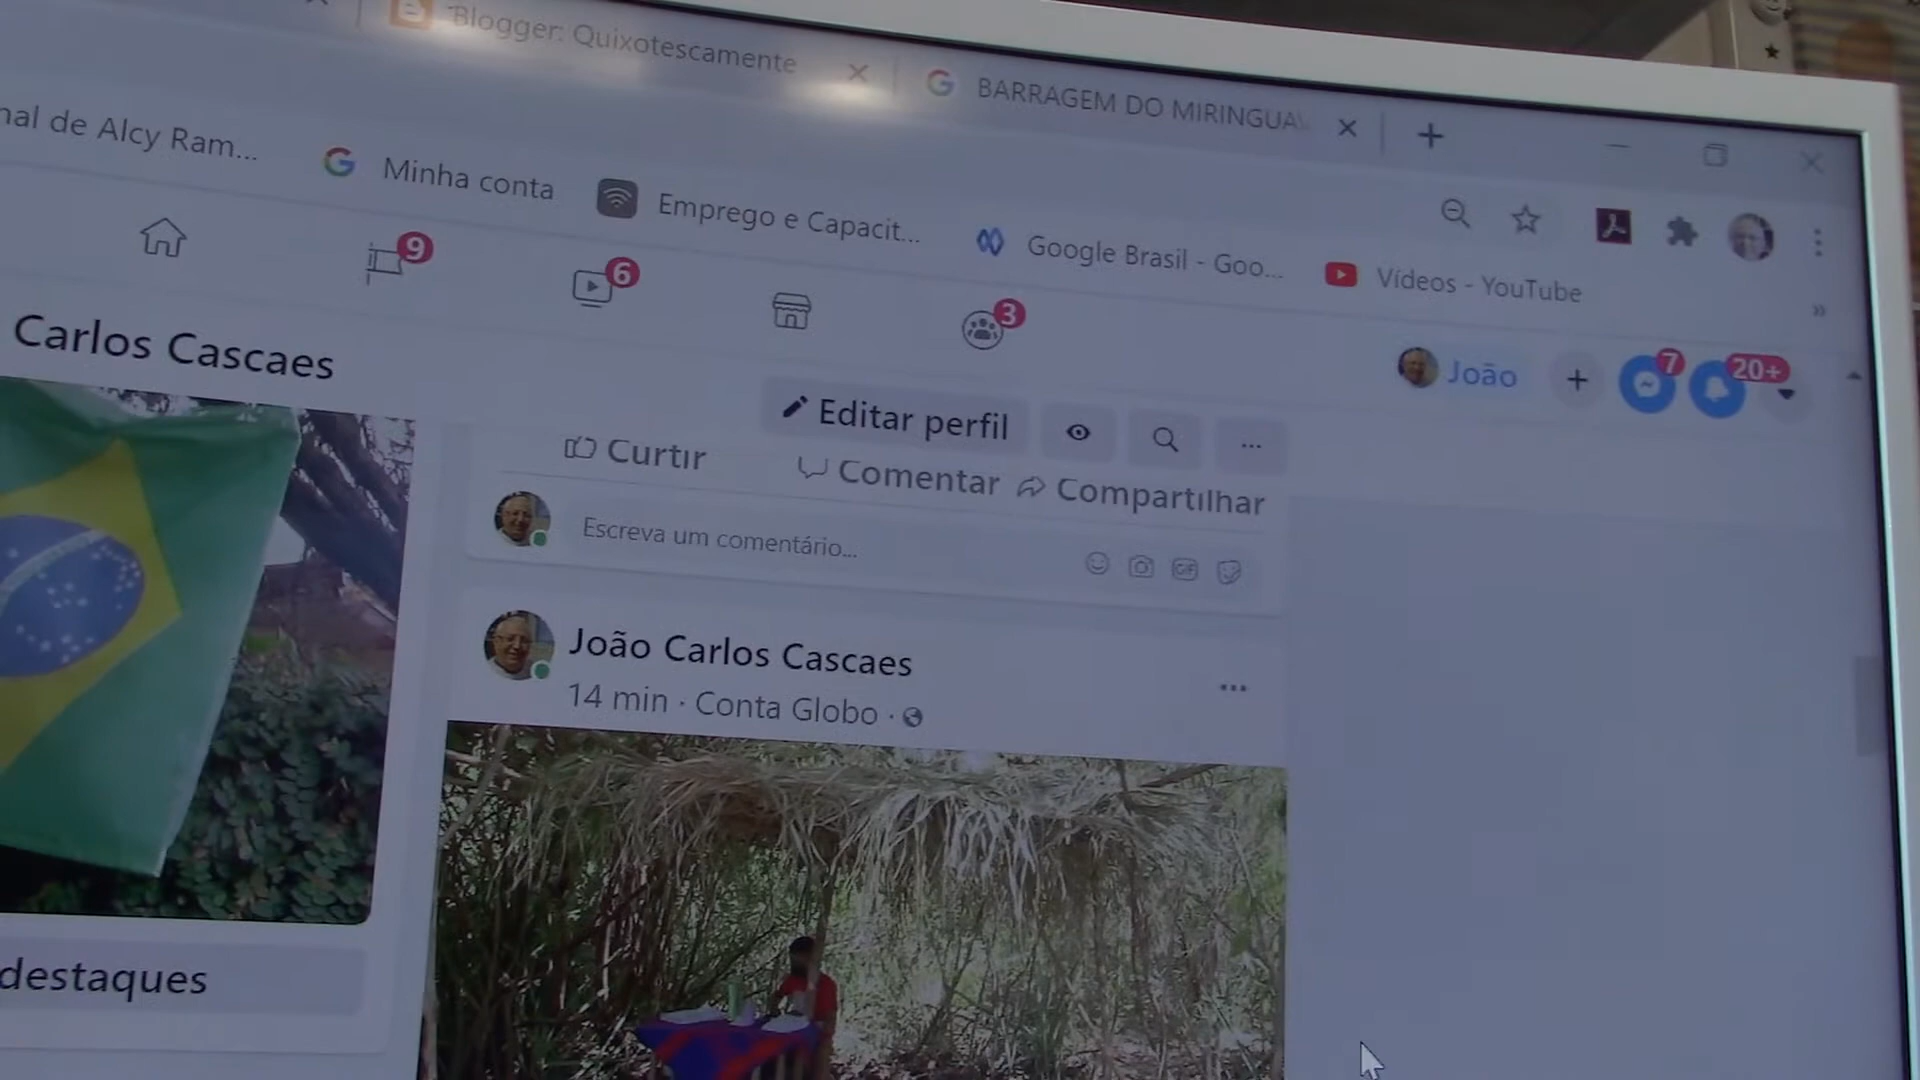 Blogger: Quixotescamente
BARRAGEM DO MIRINGUA
nal de Alcy Ram...
Minha conta
Emprego e Capacit...
Google Brasil - Goo...
Vídeos - YouTube
9
6
3
Carlos Cascaes
João
7
20+
Editar perfil
Curtir
Comentar
Compartilhar
Escreva um comentário...
GIF
João Carlos Cascaes
14 min · Conta Globo ·
destaques